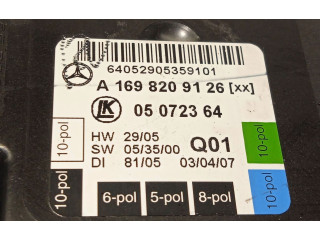 64052905359101
A 169 820 91 26 [xx]
LK 05 0723 64
HW 29/05 Q01
SW 05/35/00
DI 81/05 03/04/07
10-pol
10-pol
10-pol
10-pol
6-pol 5-pol 8-pol